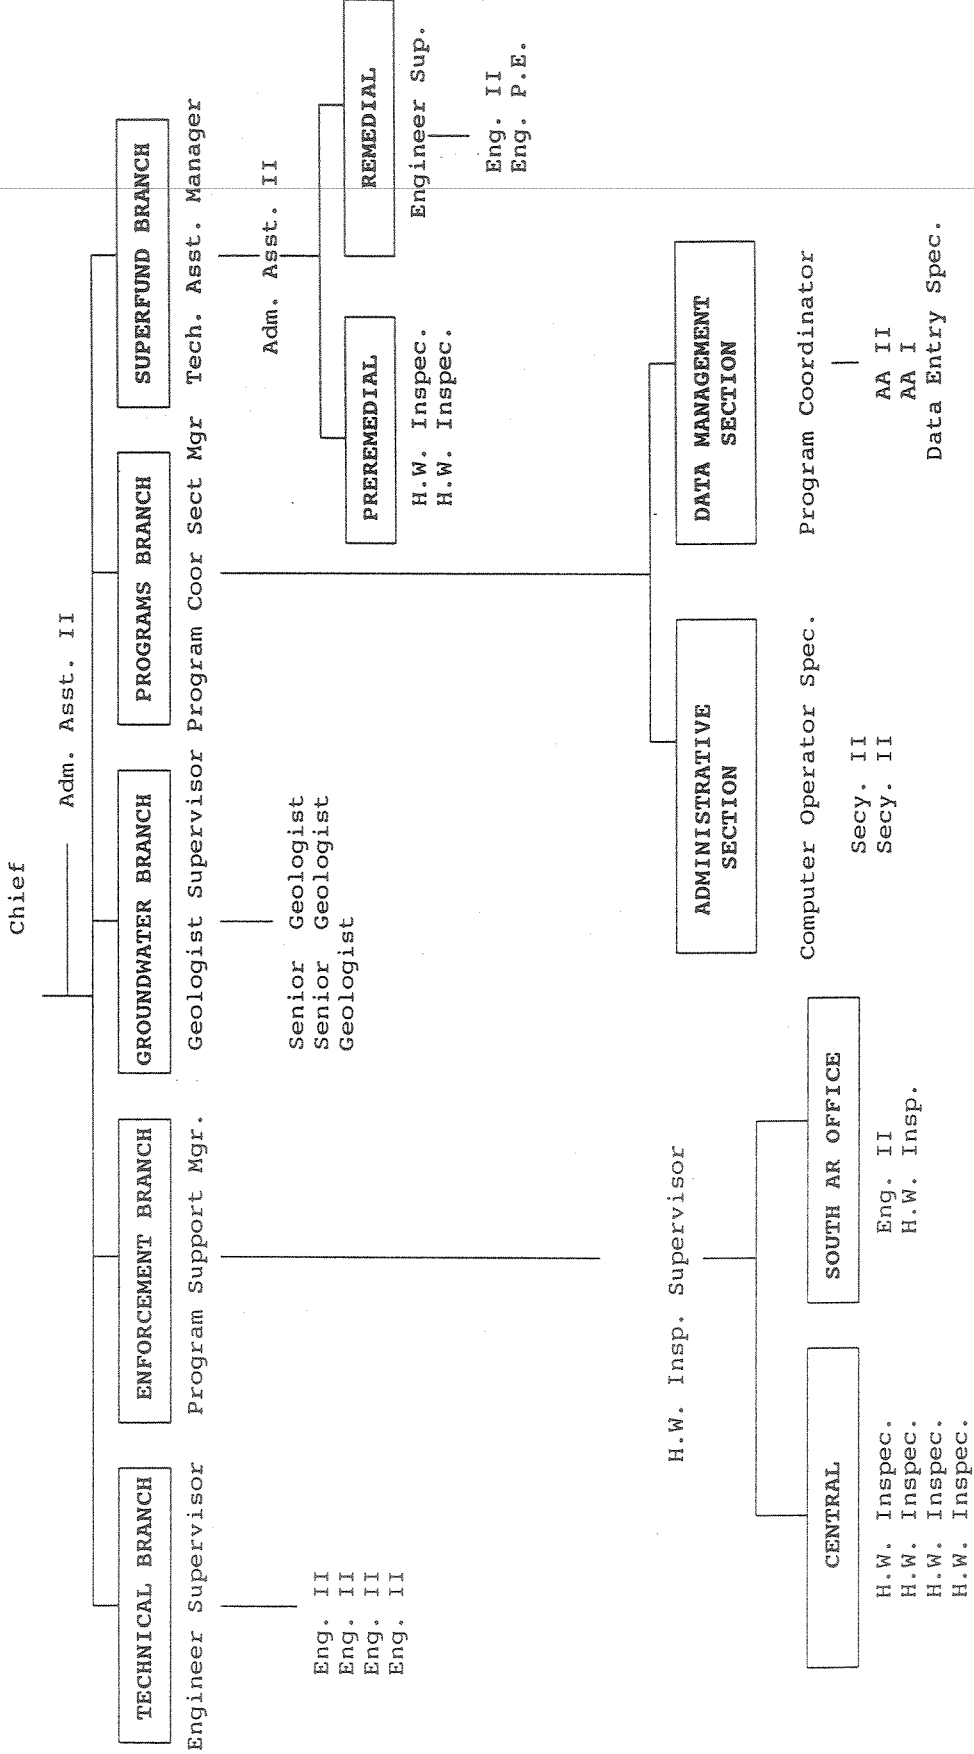 Chief
Adm. Asst. II
TECHNICAL BRANCH
Engineer Supervisor
Eng. II
Eng. II
Eng. II
Eng. II
ENFORCEMENT BRANCH
Program Support Mgr.
H.W. Insp. Supervisor
CENTRAL
H.W. Inspec.
H.W. Inspec.
H.W. Inspec.
H.W. Inspec.
SOUTH AR OFFICE
Eng. II
H.W. Insp.
GROUNDWATER BRANCH
Geologist Supervisor
Senior Geologist
Senior Geologist
Geologist
PROGRAMS BRANCH
Program Coor Sect Mgr
ADMINISTRATIVE
SECTION
Computer Operator Spec.
Secy. II
Secy. II
DATA MANAGEMENT
SECTION
Program Coordinator
AA II
AA I
Data Entry Spec.
SUPERFUND BRANCH
Tech. Asst. Manager
Adm. Asst. II
PREREMEDIAL
H.W. Inspec.
H.W. Inspec.
REMEDIAL
Engineer Sup.
Eng. II
Eng. P.E.